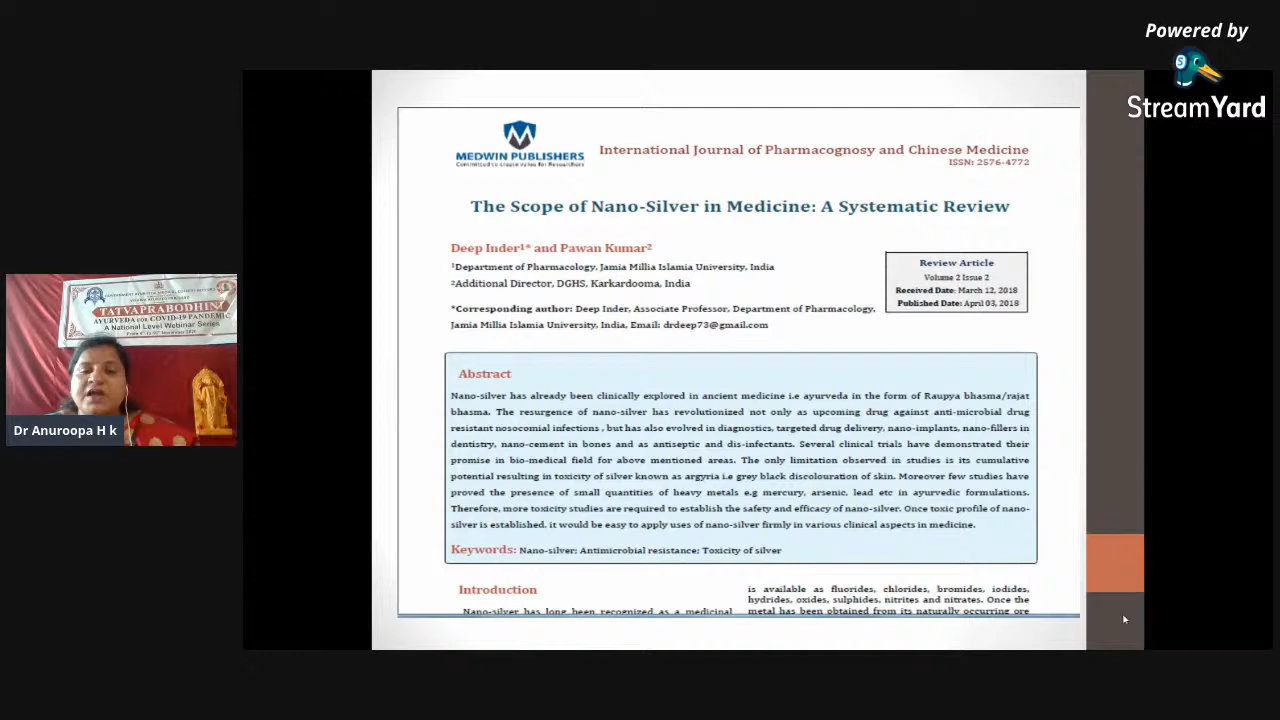 Powered by
StreamYard
MEDWIN PUBLISHERS
Committed to create value for Researchers
International Journal of Pharmacognosy and Chinese Medicine
ISSN: 2576-4772
The Scope of Nano-Silver in Medicine: A Systematic Review
Deep Inder¹* and Pawan Kumar²
¹Department of Pharmacology, Jamia Millia Islamia University, India
²Additional Director, DGHS, Karkardooma, India
*Corresponding author: Deep Inder, Associate Professor, Department of Pharmacology,
Jamia Millia Islamia University, India, Email: drdeep73@gmail.com
Review Article
Volume 2 Issue 2
Received Date: March 12, 2018
Published Date: April 03, 2018
Abstract
Nano-silver has already been clinically explored in ancient medicine i.e ayurveda in the form of Raupya bhasma/rajat
bhasma. The resurgence of nano-silver has revolutionized not only as upcoming drug against anti-microbial drug
resistant nosocomial infections , but has also evolved in diagnostics, targeted drug delivery, nano-implants, nano-fillers in
dentistry, nano-cement in bones and as antiseptic and dis-infectants. Several clinical trials have demonstrated their
promise in bio-medical field for above mentioned areas. The only limitation observed in studies is its cumulative
potential resulting in toxicity of silver known as argyria i.e grey black discolouration of skin. Moreover few studies have
proved the presence of small quantities of heavy metals e.g mercury, arsenic, lead etc in ayurvedic formulations.
Therefore, more toxicity studies are required to establish the safety and efficacy of nano-silver. Once toxic profile of nano-
silver is established, it would be easy to apply uses of nano-silver firmly in various clinical aspects in medicine.
Keywords: Nano-silver; Antimicrobial resistance; Toxicity of silver
Introduction
Nano-silver has long been recognized as a medicinal
is available as fluorides, chlorides, bromides, iodides,
hydrides, oxides, sulphides, nitrites and nitrates. Once the
metal has been obtained from its naturally occurring ore
TATVAPRABODHINI
AYURVEDA FOR COVID-19 PANDEMIC
A National Level Webinar Series
Dr Anuroopa H k